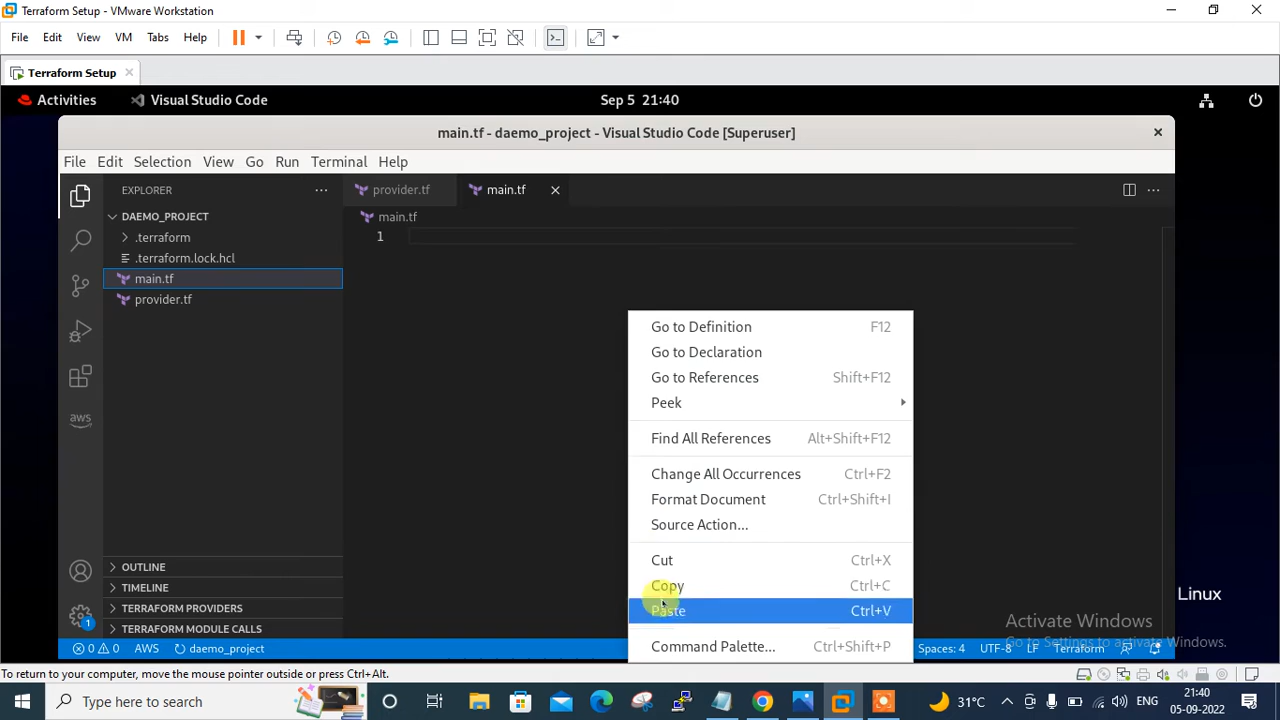 Terraform Setup - VMware Workstation
File Edit View VM Tabs Help
Terraform Setup
Activities Visual Studio Code Sep 5 21:40
main.tf - daemo_project - Visual Studio Code [Superuser]
File Edit Selection View Go Run Terminal Help
EXPLORER
provider.tf main.tf
DAEMO_PROJECT
main.tf
.terraform
1
.terraform.lock.hcl
main.tf
provider.tf
Go to Definition F12
Go to Declaration
Go to References Shift+F12
Peek
Find All References Alt+Shift+F12
Change All Occurrences Ctrl+F2
Format Document Ctrl+Shift+I
Source Action...
Cut Ctrl+X
Copy Ctrl+C
Paste Ctrl+V
Command Palette... Ctrl+Shift+P
aws
OUTLINE
TIMELINE
TERRAFORM PROVIDERS
TERRAFORM MODULE CALLS
1
Linux
Activate Windows
Go to Settings to activate Windows.
0 0 AWS daemo_project Spaces: 4 UTF-8 LF Terraform
To return to your computer, move the mouse pointer outside or press Ctrl+Alt.
Type here to search
31°C ENG 21:40 05-09-2022 1